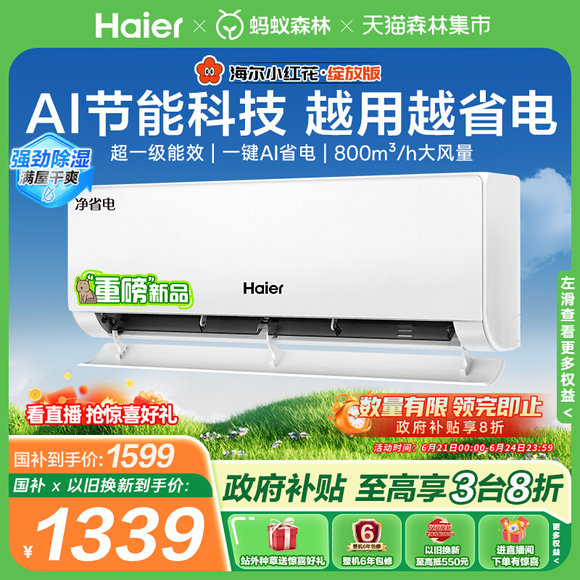 Haier × 蚂蚁森林 × 天猫森林集市
海尔小红花·绽放版
AI节能科技 越用越省电
超一级能效 | 一键AI省电 | 800m³/h大风量
强劲除湿
满屋干爽
净省电
Haier
“重磅”新品
左滑查看更多权益 <
看直播 抢惊喜好礼
数量有限 领完即止
政府补贴享8折
活动时间：6月21日00:00-6月24日23:59
国补到手价：1599
国补 × 以旧换新到手价：
¥1339
政府补贴 至高享3台8折
站外种草送惊喜好礼
6
整机6年包修
整机6年包修
以旧换新
至高抵550元
进直播间
下单有惊喜
更多权益 >